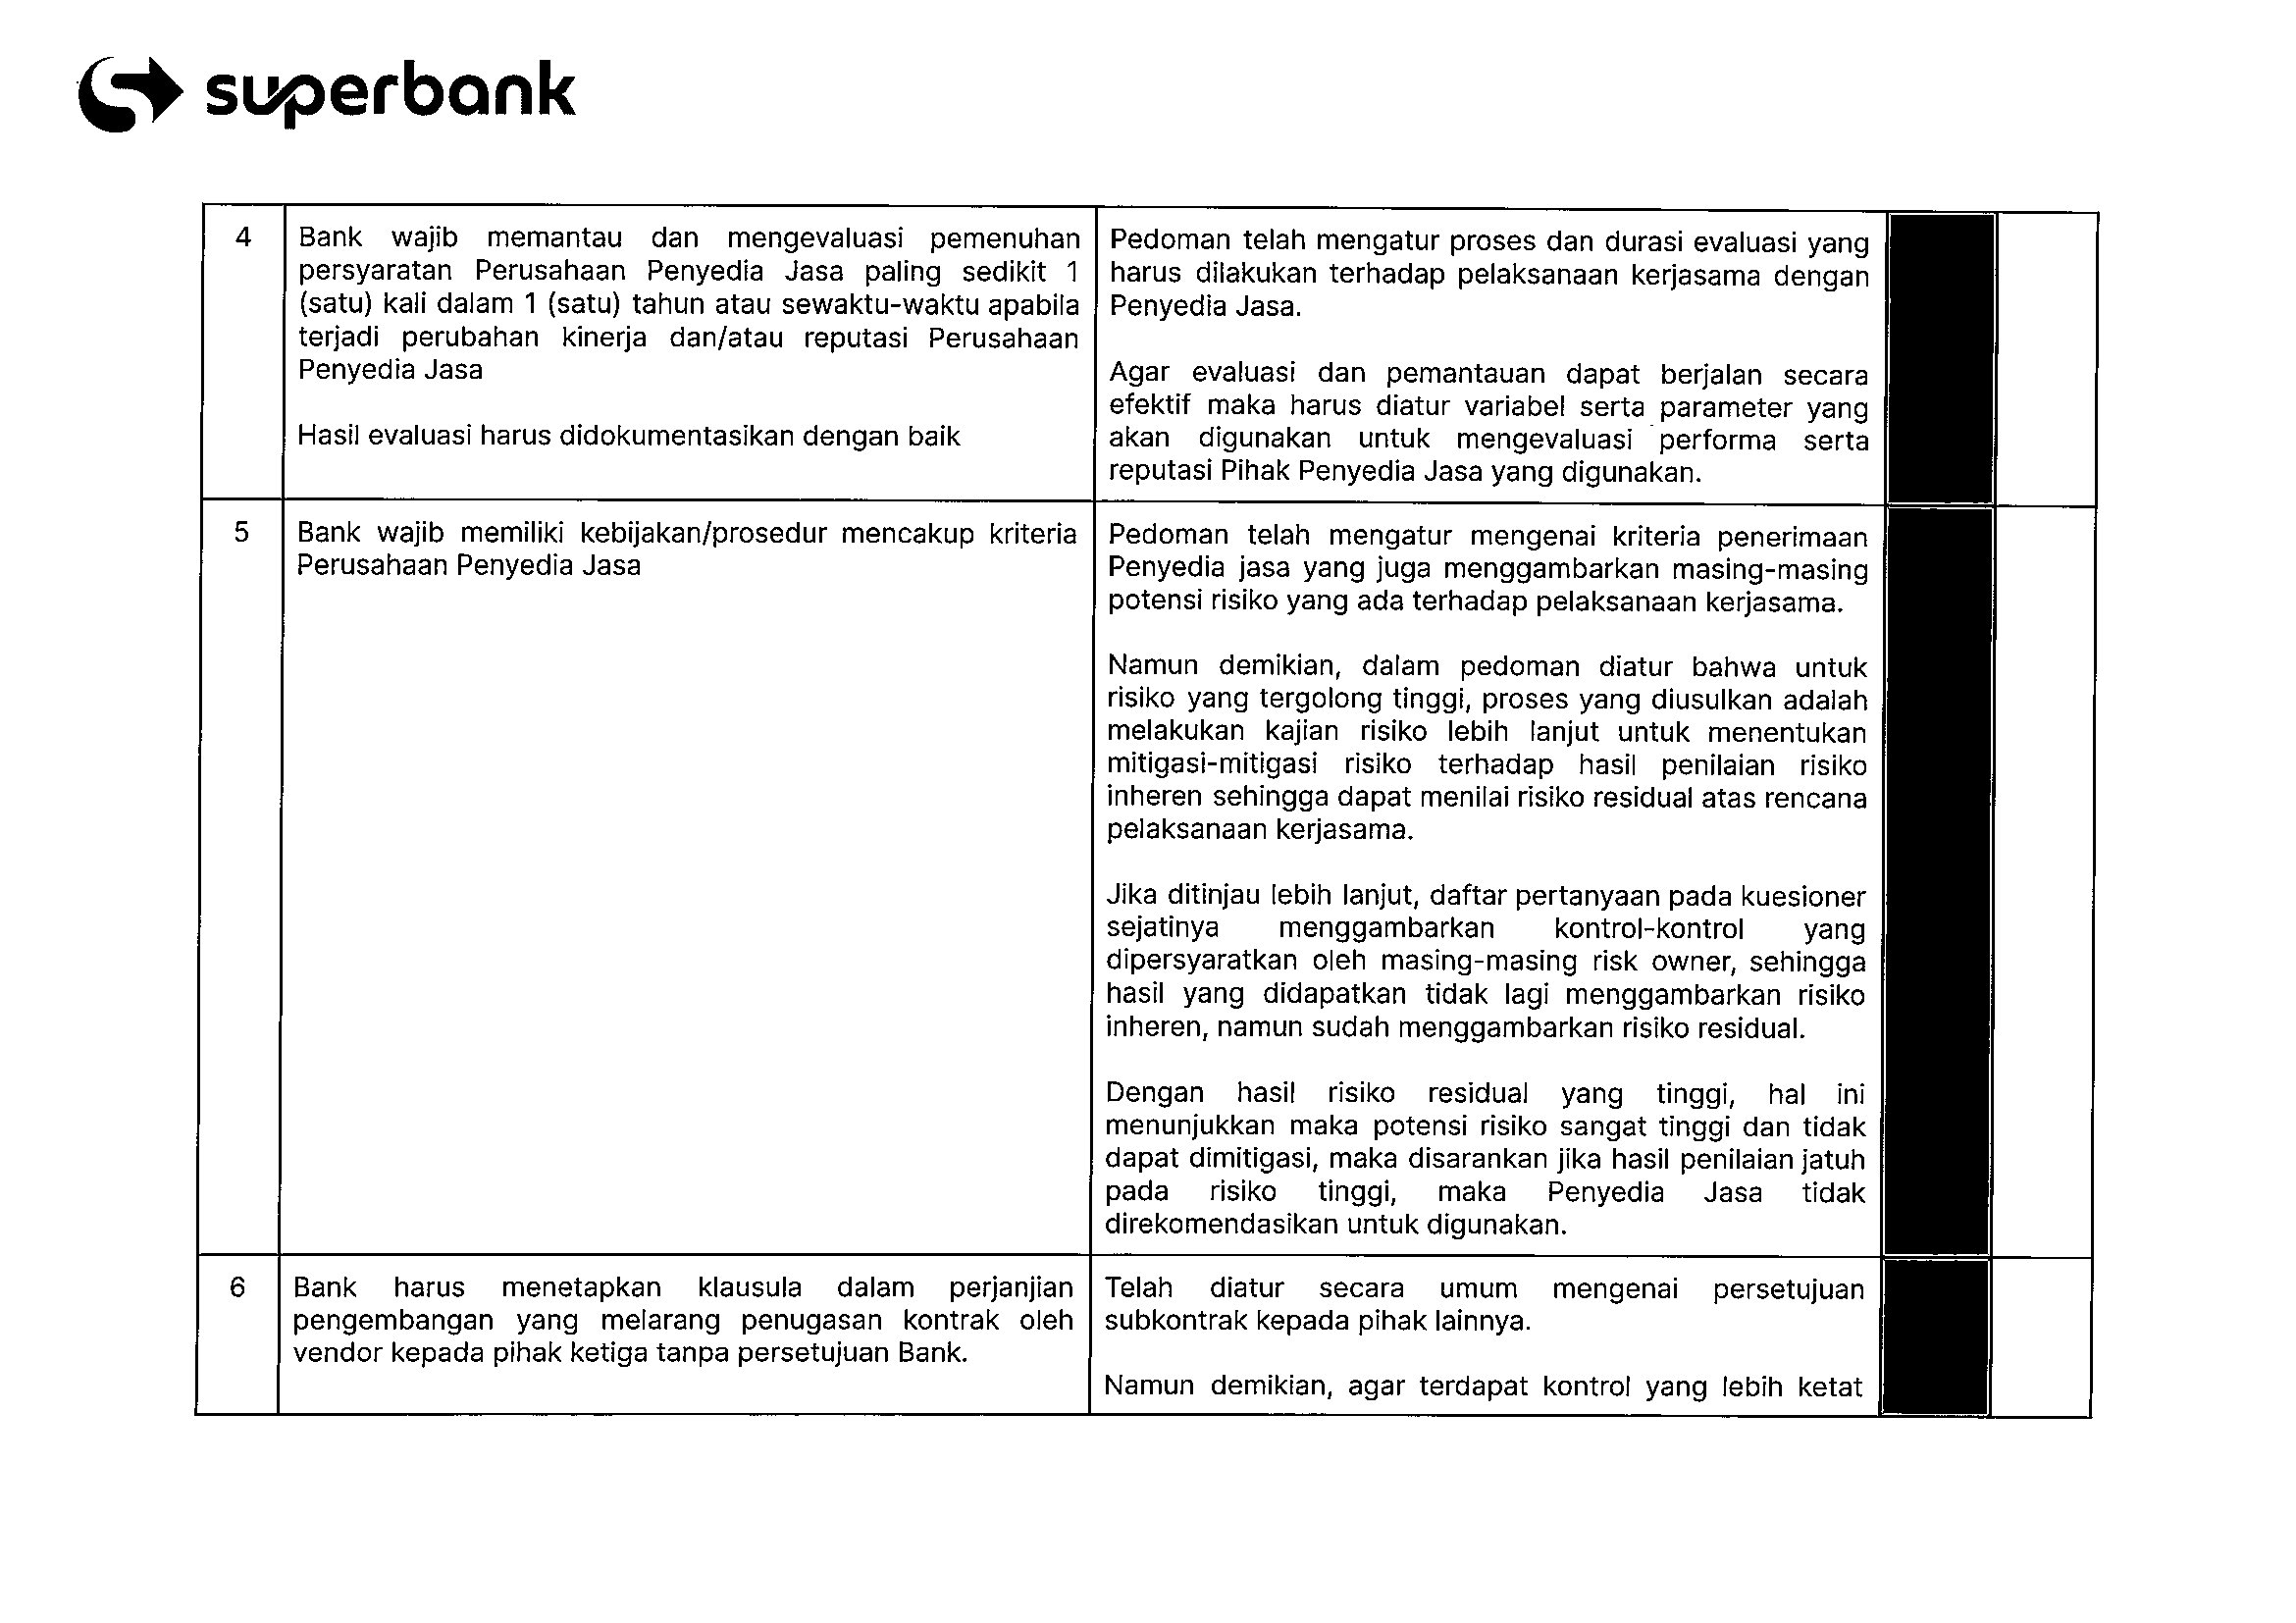 superbank
4
Bank wajib memantau dan mengevaluasi pemenuhan
persyaratan Perusahaan Penyedia Jasa paling sedikit 1
(satu) kali dalam 1 (satu) tahun atau sewaktu-waktu apabila
terjadi perubahan kinerja dan/atau reputasi Perusahaan
Penyedia Jasa
Hasil evaluasi harus didokumentasikan dengan baik
Pedoman telah mengatur proses dan durasi evaluasi yang
harus dilakukan terhadap pelaksanaan kerjasama dengan
Penyedia Jasa.
Agar evaluasi dan pemantauan dapat berjalan secara
efektif maka harus diatur variabel serta parameter yang
akan digunakan untuk mengevaluasi performa serta
reputasi Pihak Penyedia Jasa yang digunakan.
5
Bank wajib memiliki kebijakan/prosedur mencakup kriteria
Perusahaan Penyedia Jasa
Pedoman telah mengatur mengenai kriteria penerimaan
Penyedia jasa yang juga menggambarkan masing-masing
potensi risiko yang ada terhadap pelaksanaan kerjasama.
Namun demikian, dalam pedoman diatur bahwa untuk
risiko yang tergolong tinggi, proses yang diusulkan adalah
melakukan kajian risiko lebih lanjut untuk menentukan
mitigasi-mitigasi risiko terhadap hasil penilaian risiko
inheren sehingga dapat menilai risiko residual atas rencana
pelaksanaan kerjasama.
Jika ditinjau lebih lanjut, daftar pertanyaan pada kuesioner
sejatinya menggambarkan kontrol-kontrol yang
dipersyaratkan oleh masing-masing risk owner, sehingga
hasil yang didapatkan tidak lagi menggambarkan risiko
inheren, namun sudah menggambarkan risiko residual.
Dengan hasil risiko residual yang tinggi, hal ini
menunjukkan maka potensi risiko sangat tinggi dan tidak
dapat dimitigasi, maka disarankan jika hasil penilaian jatuh
pada risiko tinggi, maka Penyedia Jasa tidak
direkomendasikan untuk digunakan.
6
Bank harus menetapkan klausula dalam perjanjian
pengembangan yang melarang penugasan kontrak oleh
vendor kepada pihak ketiga tanpa persetujuan Bank.
Telah diatur secara umum mengenai persetujuan
subkontrak kepada pihak lainnya.
Namun demikian, agar terdapat kontrol yang lebih ketat